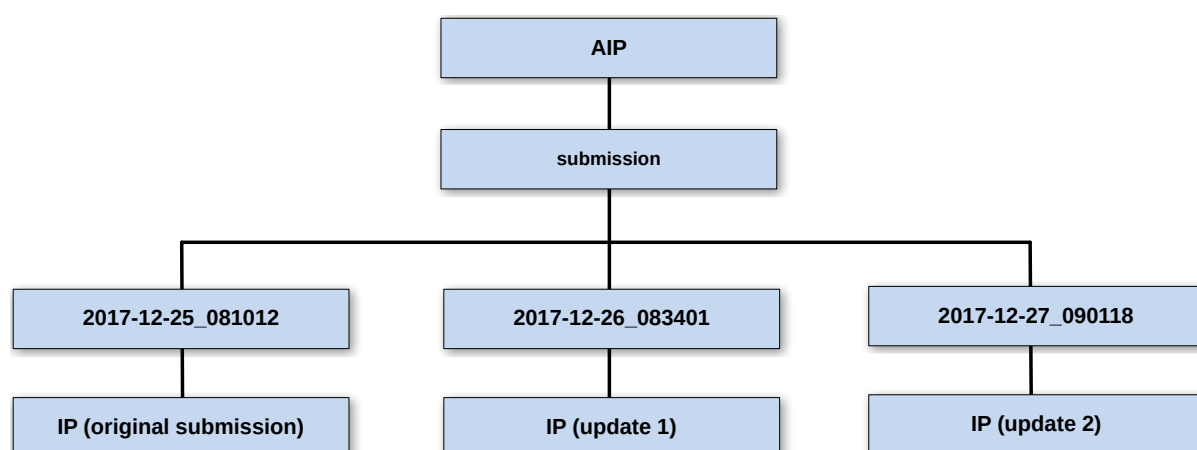 AIP
submission
2017-12-25_081012
2017-12-26_083401
2017-12-27_090118
IP (original submission)
IP (update 1)
IP (update 2)